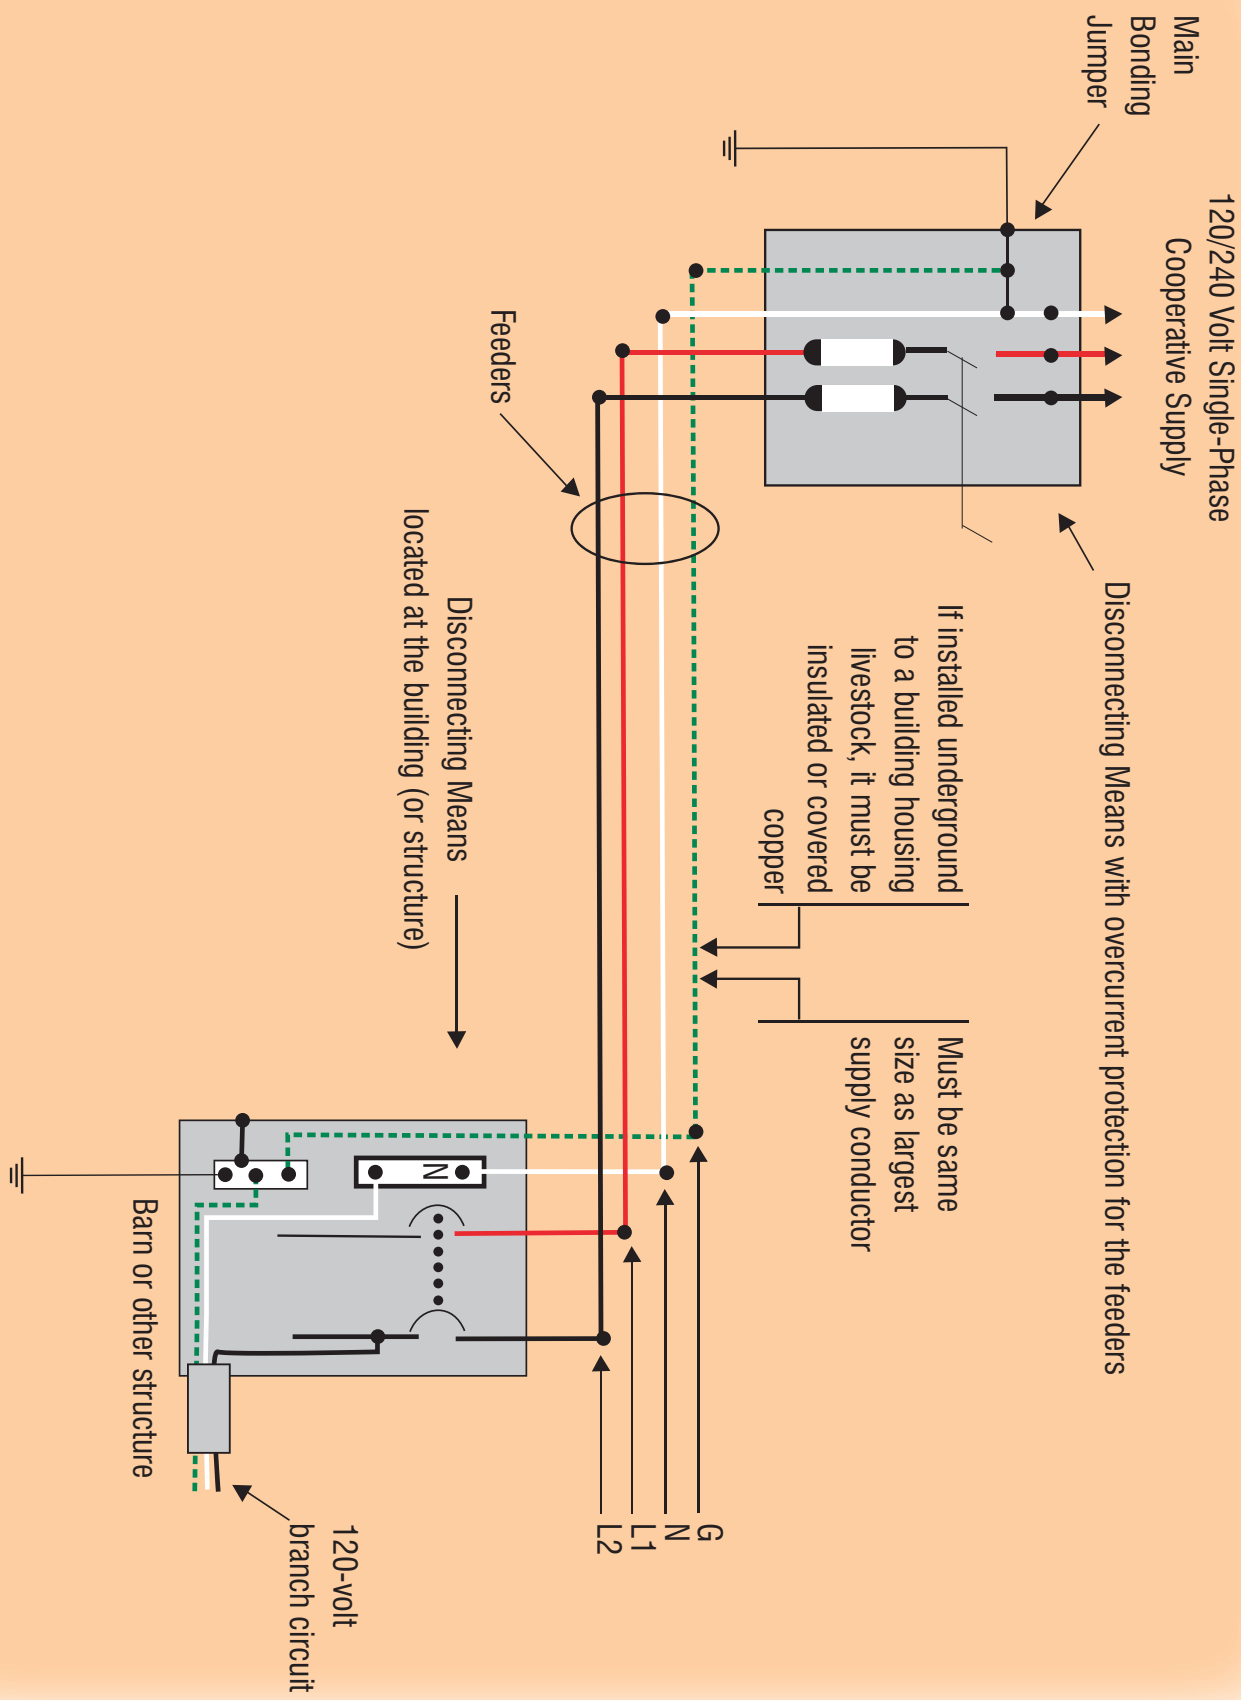 120/240 Volt Single-Phase
Cooperative Supply
Main
Bonding
Jumper
Disconnecting Means with overcurrent protection for the feeders
If installed underground
to a building housing
livestock, it must be
insulated or covered
copper
Must be same
size as largest
supply conductor
Feeders
Disconnecting Means
located at the building (or structure)
G
N
L1
L2
N
Barn or other structure
120-volt
branch circuit